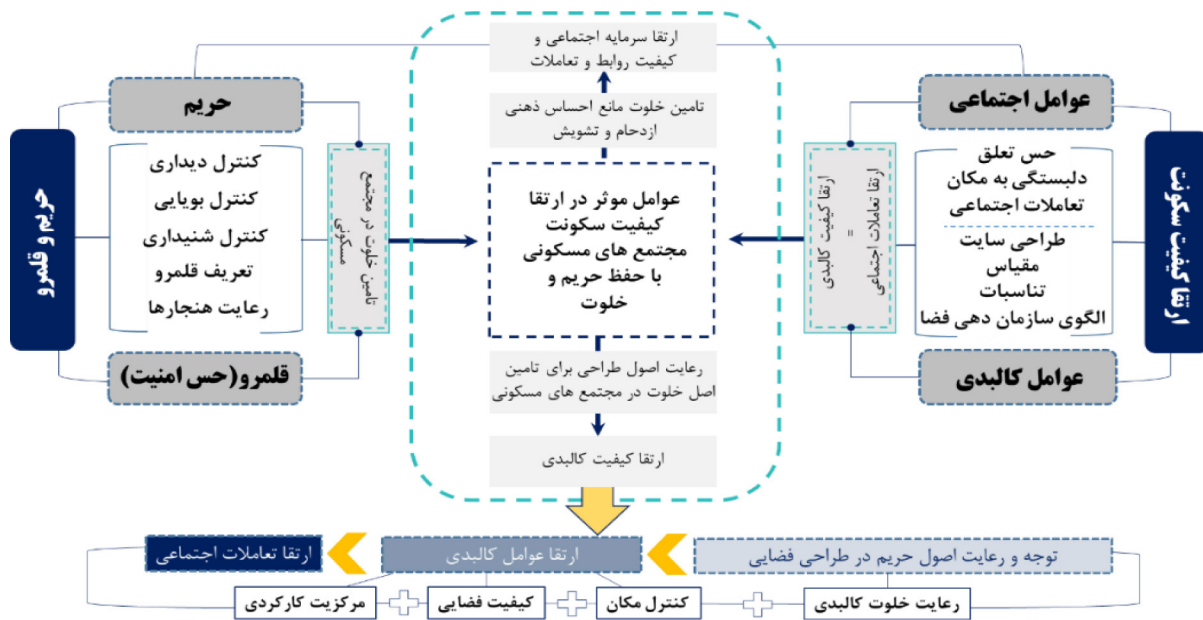 ارتقا سرمایه اجتماعی و
کیفیت روابط و تعاملات
تامین خلوت مانع احساس ذهنی
ازدحام و تشویش
عوامل موثر در ارتقا
کیفیت سکونت
مجتمع های مسکونی
با حفظ حریم و
خلوت
رعایت اصول طراحی برای تامین
اصل خلوت در مجتمع های مسکونی
ارتقا کیفیت کالبدی
ارتقا کیفیت سکونت
عوامل اجتماعی
حس تعلق
دلبستگی به مکان
تعاملات اجتماعی
طراحی سایت
مقیاس
تناسبات
الگوی سازمان دهی فضا
عوامل کالبدی
ارتقا تعاملات اجتماعی
=
ارتقا کیفیت کالبدی
حریم
کنترل دیداری
کنترل بویایی
کنترل شنیداری
تعریف قلمرو
رعایت هنجارها
قلمرو(حس امنیت)
تامین خلوت در مجتمع
مسکونی
حریم و قلمرو
توجه و رعایت اصول حریم در طراحی فضایی
ارتقا عوامل کالبدی
ارتقا تعاملات اجتماعی
رعایت خلوت کالبدی
کنترل مکان
کیفیت فضایی
مرکزیت کارکردی